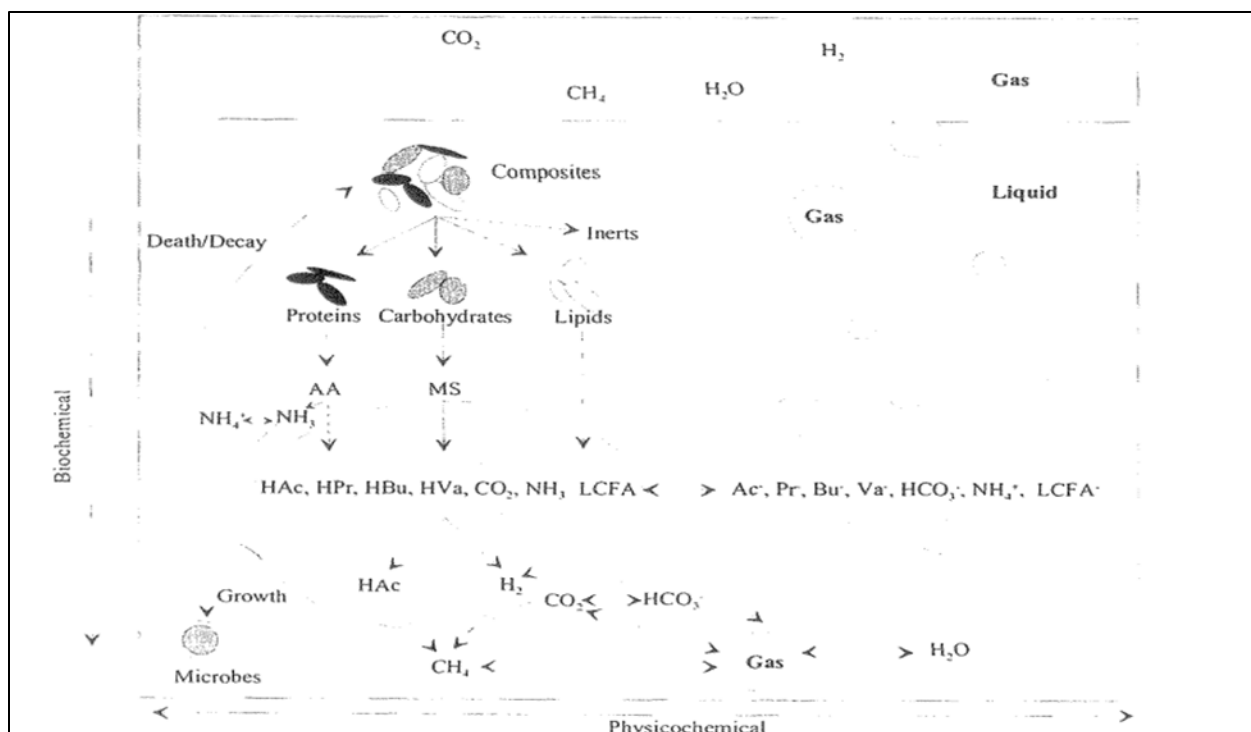 CO₂
H₂
Gas
CH₄
H₂O
Composites
Liquid
Gas
Inerts
Death/Decay
Proteins
Carbohydrates
Lipids
Biochemical
AA
MS
NH₄⁺
NH₃
HAc, HPr, HBu, HVa, CO₂, NH₃ LCFA
Ac⁻, Pr⁻, Bu⁻, Va⁻, HCO₃⁻, NH₄⁺, LCFA⁻
HAc
H₂
Growth
CO₂
HCO₃⁻
Microbes
CH₄
Gas
H₂O
Physicochemical